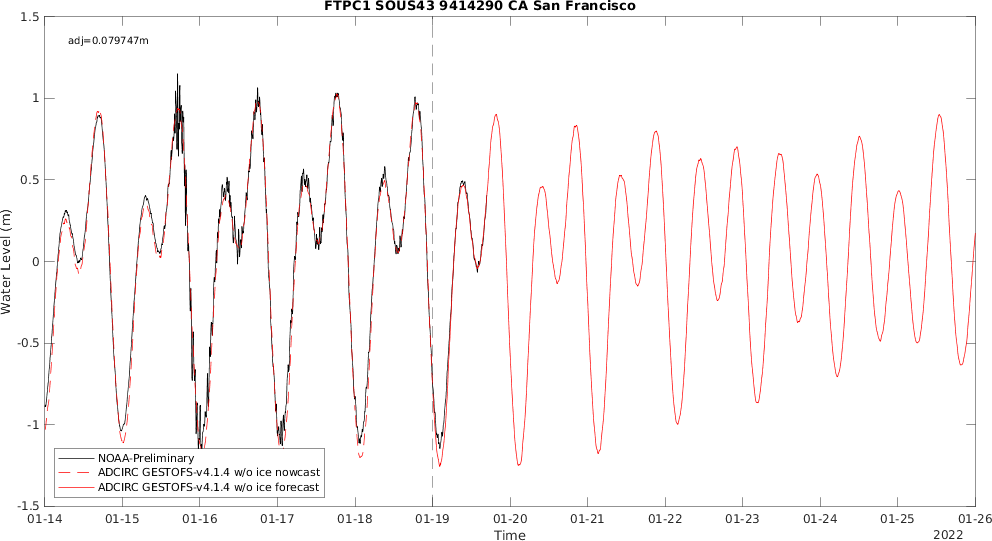 FTPC1 SOUS43 9414290 CA San Francisco
adj=0.079747m
Water Level (m)
1.5
1
0.5
0
-0.5
-1
-1.5
NOAA-Preliminary
ADCIRC GESTOFS-v4.1.4 w/o ice nowcast
ADCIRC GESTOFS-v4.1.4 w/o ice forecast
01-14 01-15 01-16 01-17 01-18 01-19 01-20 01-21 01-22 01-23 01-24 01-25 01-26
Time
2022